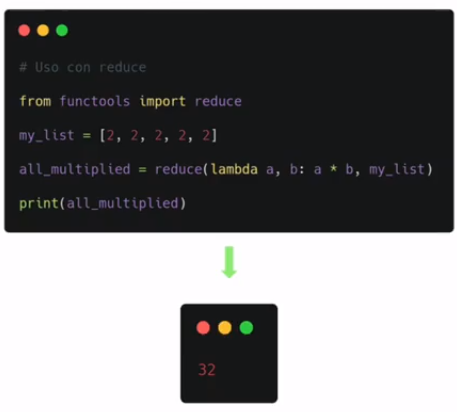 # Uso con reduce
from functools import reduce
my_list = [2, 2, 2, 2, 2]
all_multiplied = reduce(lambda a, b: a * b, my_list)
print(all_multiplied)
32